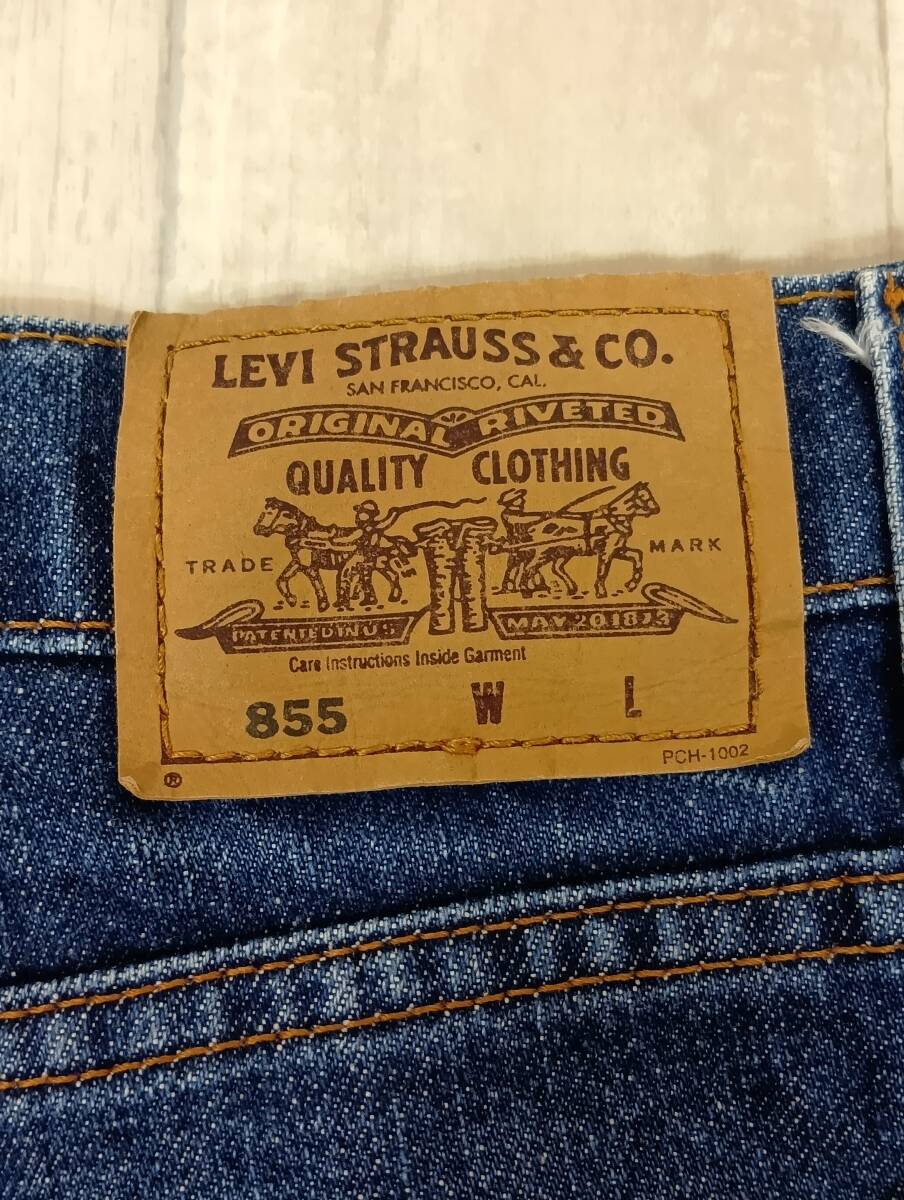 LEVI STRAUSS & CO.
SAN FRANCISCO, CAL.
ORIGINAL RIVETED
QUALITY CLOTHING
TRADE MARK
PATENTED IN U S MAY 20 1873
Care Instructions Inside Garment
855 W L
PCH-1002
®